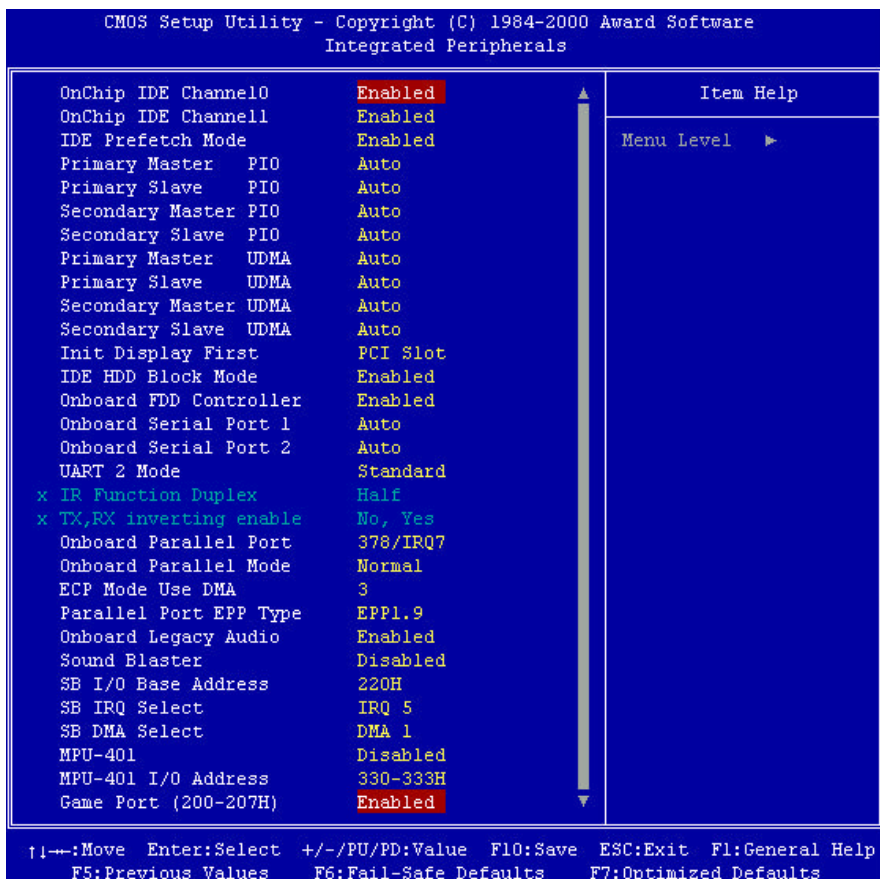 CMOS Setup Utility - Copyright (C) 1984-2000 Award Software
Integrated Peripherals
OnChip IDE Channel0 Enabled
OnChip IDE Channel1 Enabled
IDE Prefetch Mode Enabled
Primary Master PIO Auto
Primary Slave PIO Auto
Secondary Master PIO Auto
Secondary Slave PIO Auto
Primary Master UDMA Auto
Primary Slave UDMA Auto
Secondary Master UDMA Auto
Secondary Slave UDMA Auto
Init Display First PCI Slot
IDE HDD Block Mode Enabled
Onboard FDD Controller Enabled
Onboard Serial Port 1 Auto
Onboard Serial Port 2 Auto
UART 2 Mode Standard
x IR Function Duplex Half
x TX,RX inverting enable No, Yes
Onboard Parallel Port 378/IRQ7
Onboard Parallel Mode Normal
ECP Mode Use DMA 3
Parallel Port EPP Type EPP1.9
Onboard Legacy Audio Enabled
Sound Blaster Disabled
SB I/O Base Address 220H
SB IRQ Select IRQ 5
SB DMA Select DMA 1
MPU-401 Disabled
MPU-401 I/O Address 330-333H
Game Port (200-207H) Enabled
Item Help
Menu Level ►
↑↓→←:Move Enter:Select +/-/PU/PD:Value F10:Save ESC:Exit F1:General Help
F5:Previous Values F6:Fail-Safe Defaults F7:Optimized Defaults